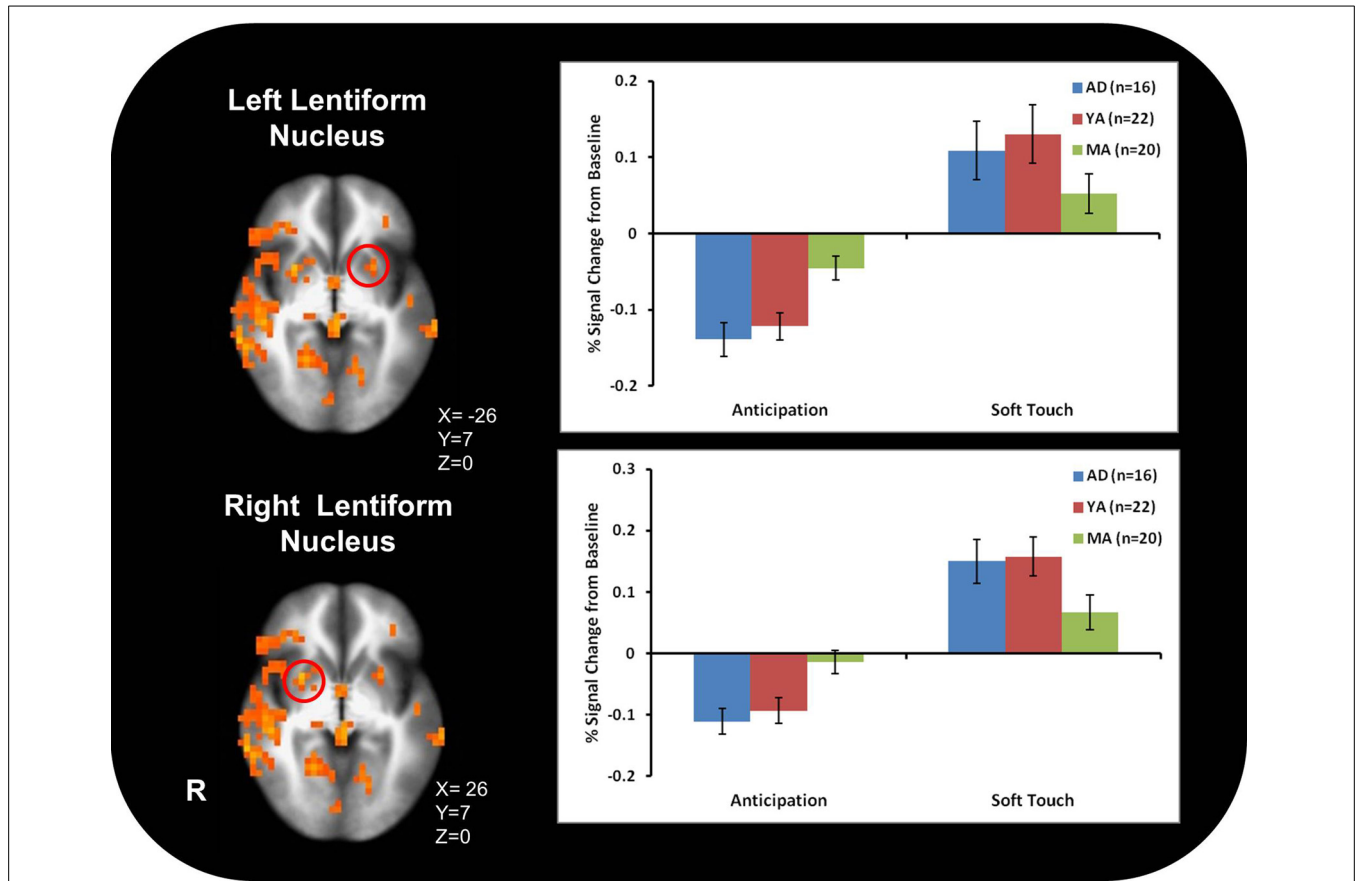 Left Lentiform
Nucleus
X= -26
Y=7
Z=0
% Signal Change from Baseline
0.2
0.1
0
-0.1
-0.2
AD (n=16)
YA (n=22)
MA (n=20)
Anticipation
Soft Touch
Right Lentiform
Nucleus
R
X= 26
Y=7
Z=0
% Signal Change from Baseline
0.3
0.2
0.1
0
-0.1
-0.2
AD (n=16)
YA (n=22)
MA (n=20)
Anticipation
Soft Touch